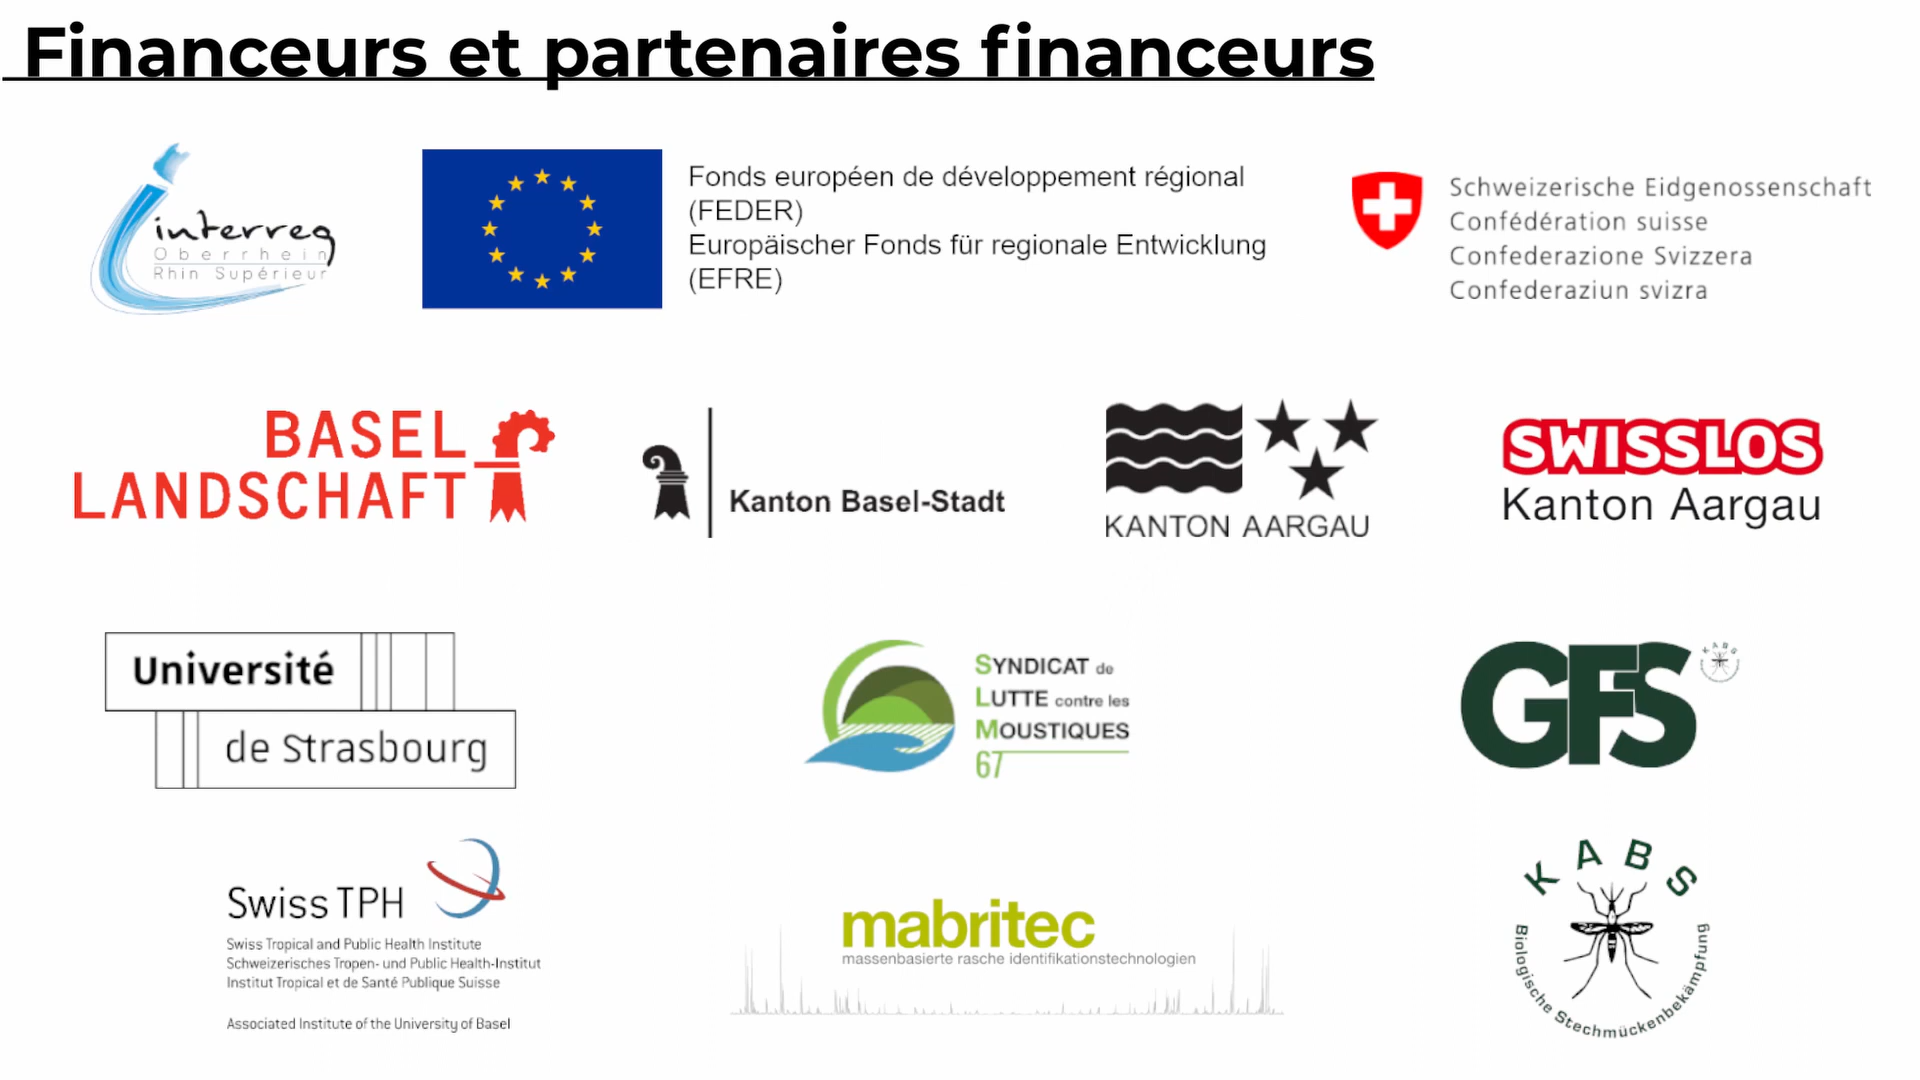 Financeurs et partenaires financeurs
interreg
Oberrhein
Rhin Supérieur
Fonds européen de développement régional
(FEDER)
Europäischer Fonds für regionale Entwicklung
(EFRE)
Schweizerische Eidgenossenschaft
Confédération suisse
Confederazione Svizzera
Confederaziun svizra
BASEL
LANDSCHAFT
Kanton Basel-Stadt
KANTON AARGAU
SWISSLOS
Kanton Aargau
Université
de Strasbourg
SYNDICAT de
LUTTE contre les
MOUSTIQUES
67
GFS
KABS
Swiss TPH
Swiss Tropical and Public Health Institute
Schweizerisches Tropen- und Public Health-Institut
Institut Tropical et de Santé Publique Suisse
Associated Institute of the University of Basel
mabritec
massenbasierte rasche identifikationstechnologien
KABS
Biologische Stechmückenbekämpfung